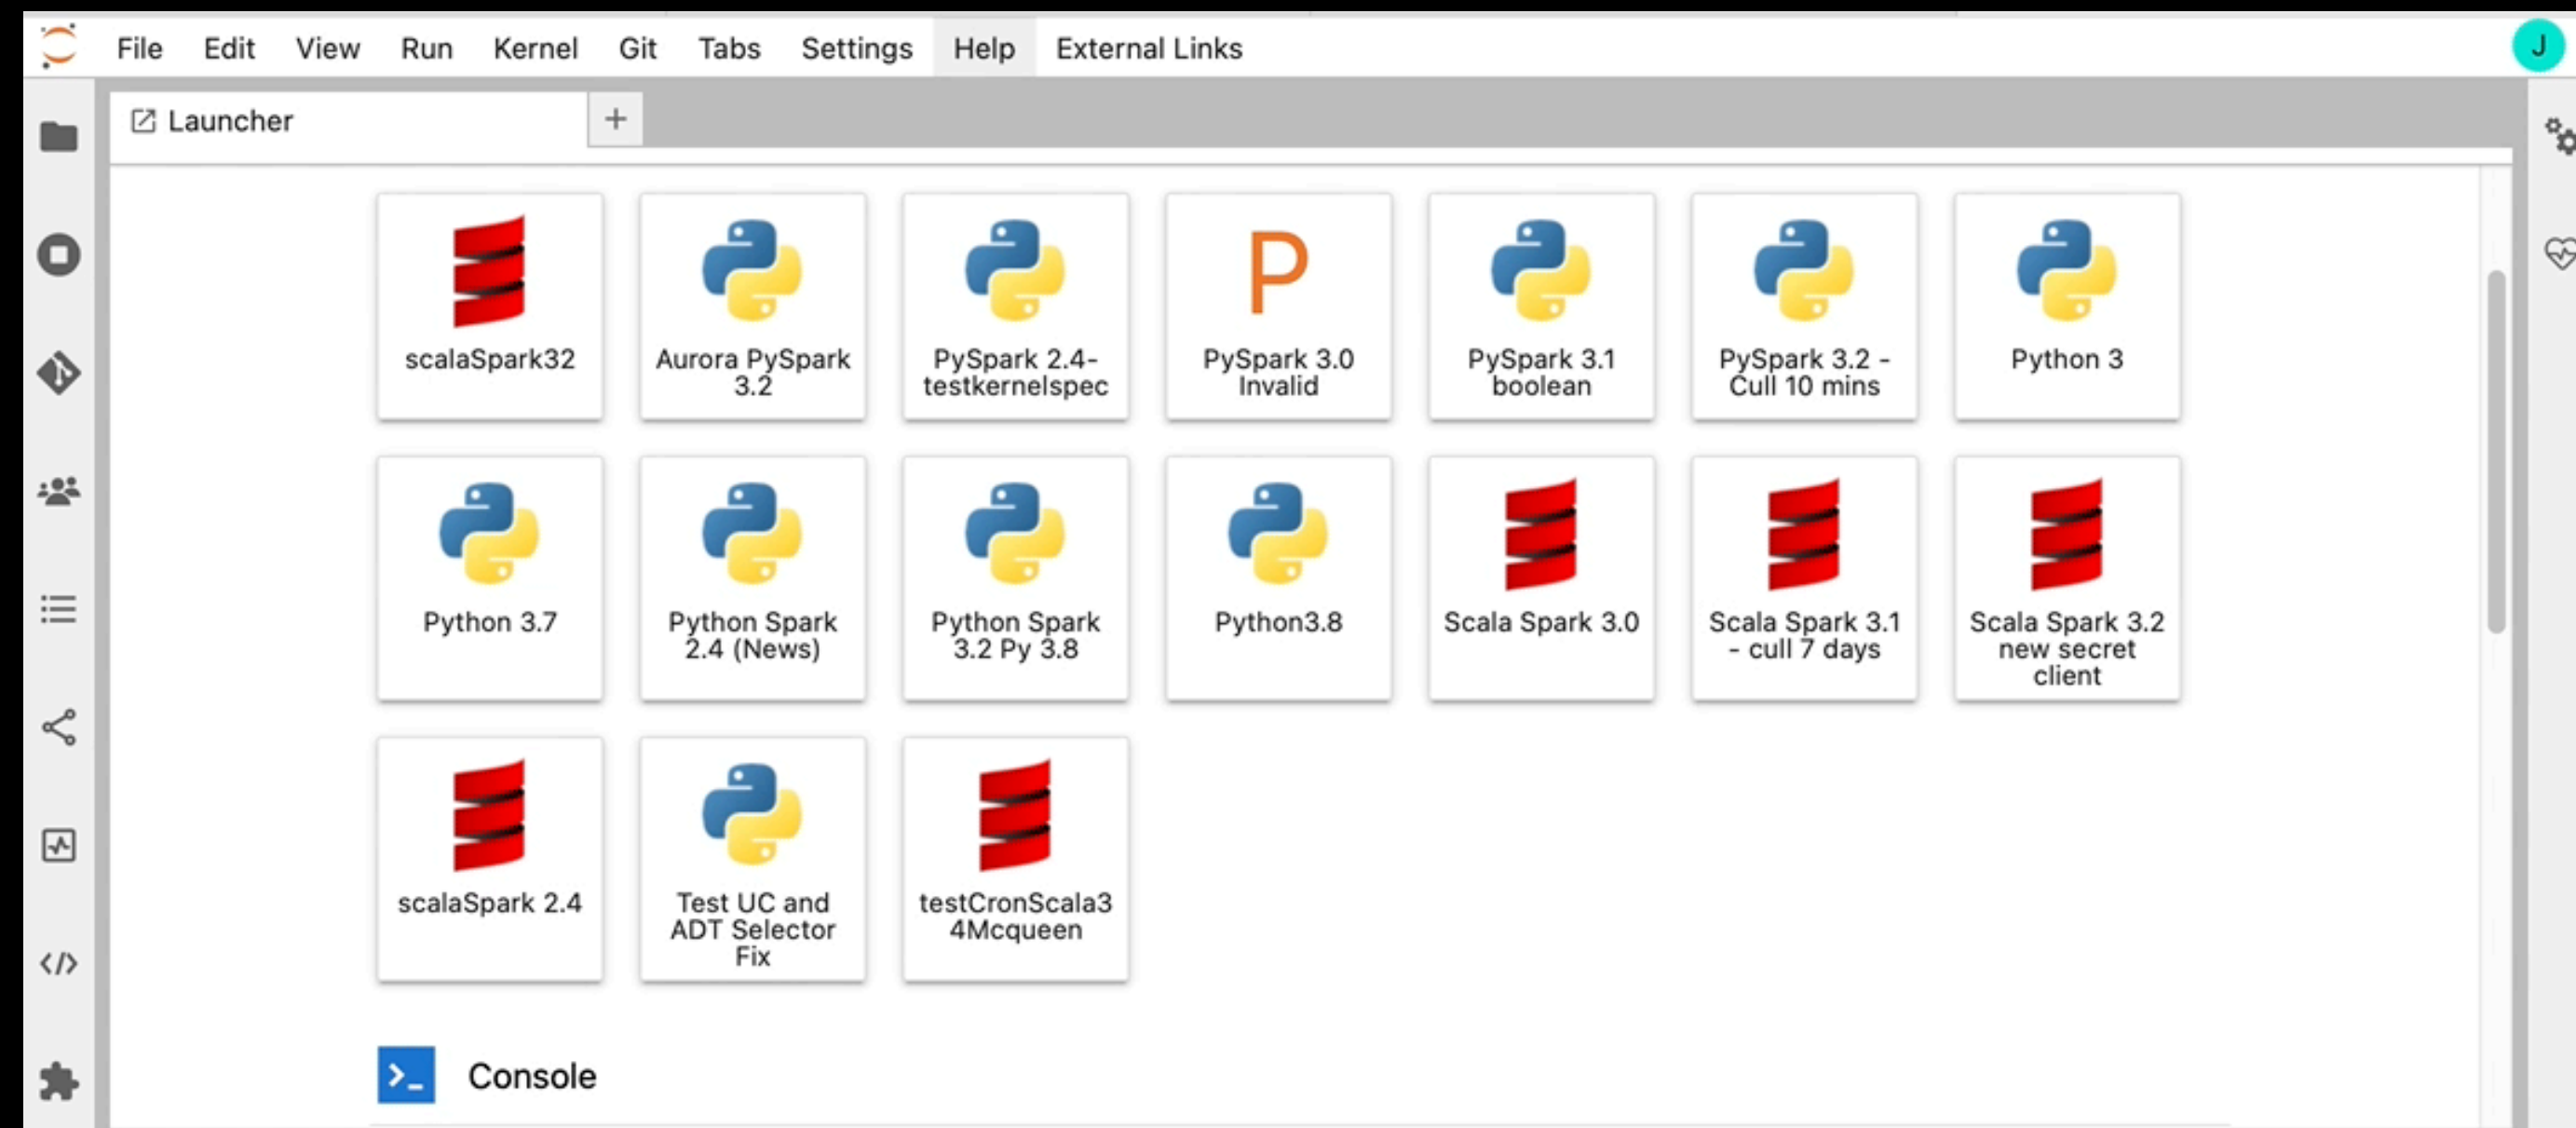 File Edit View Run Kernel Git Tabs Settings Help External Links
J
Launcher
+
scalaSpark32
Aurora PySpark
3.2
PySpark 2.4-
testkernelspec
P
PySpark 3.0
Invalid
PySpark 3.1
boolean
PySpark 3.2 -
Cull 10 mins
Python 3
Python 3.7
Python Spark
2.4 (News)
Python Spark
3.2 Py 3.8
Python3.8
Scala Spark 3.0
Scala Spark 3.1
- cull 7 days
Scala Spark 3.2
new secret
client
scalaSpark 2.4
Test UC and
ADT Selector
Fix
testCronScala3
4Mcqueen
Console